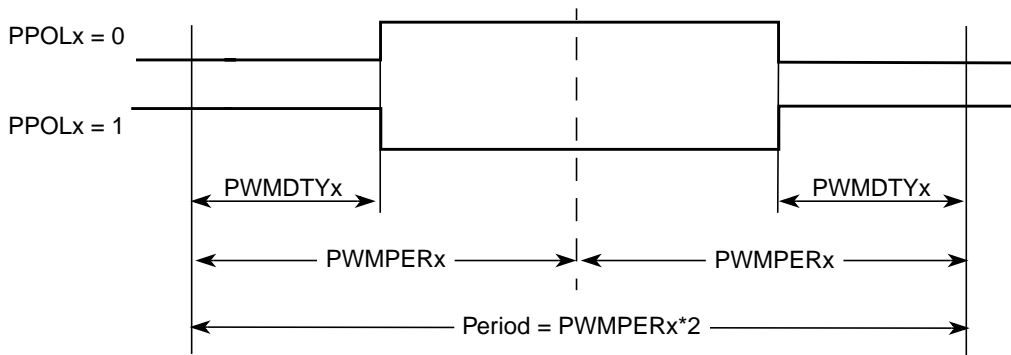 PPOLx = 0
PPOLx = 1
PWMDTYx
PWMDTYx
PWMPERx
PWMPERx
Period = PWMPERx*2